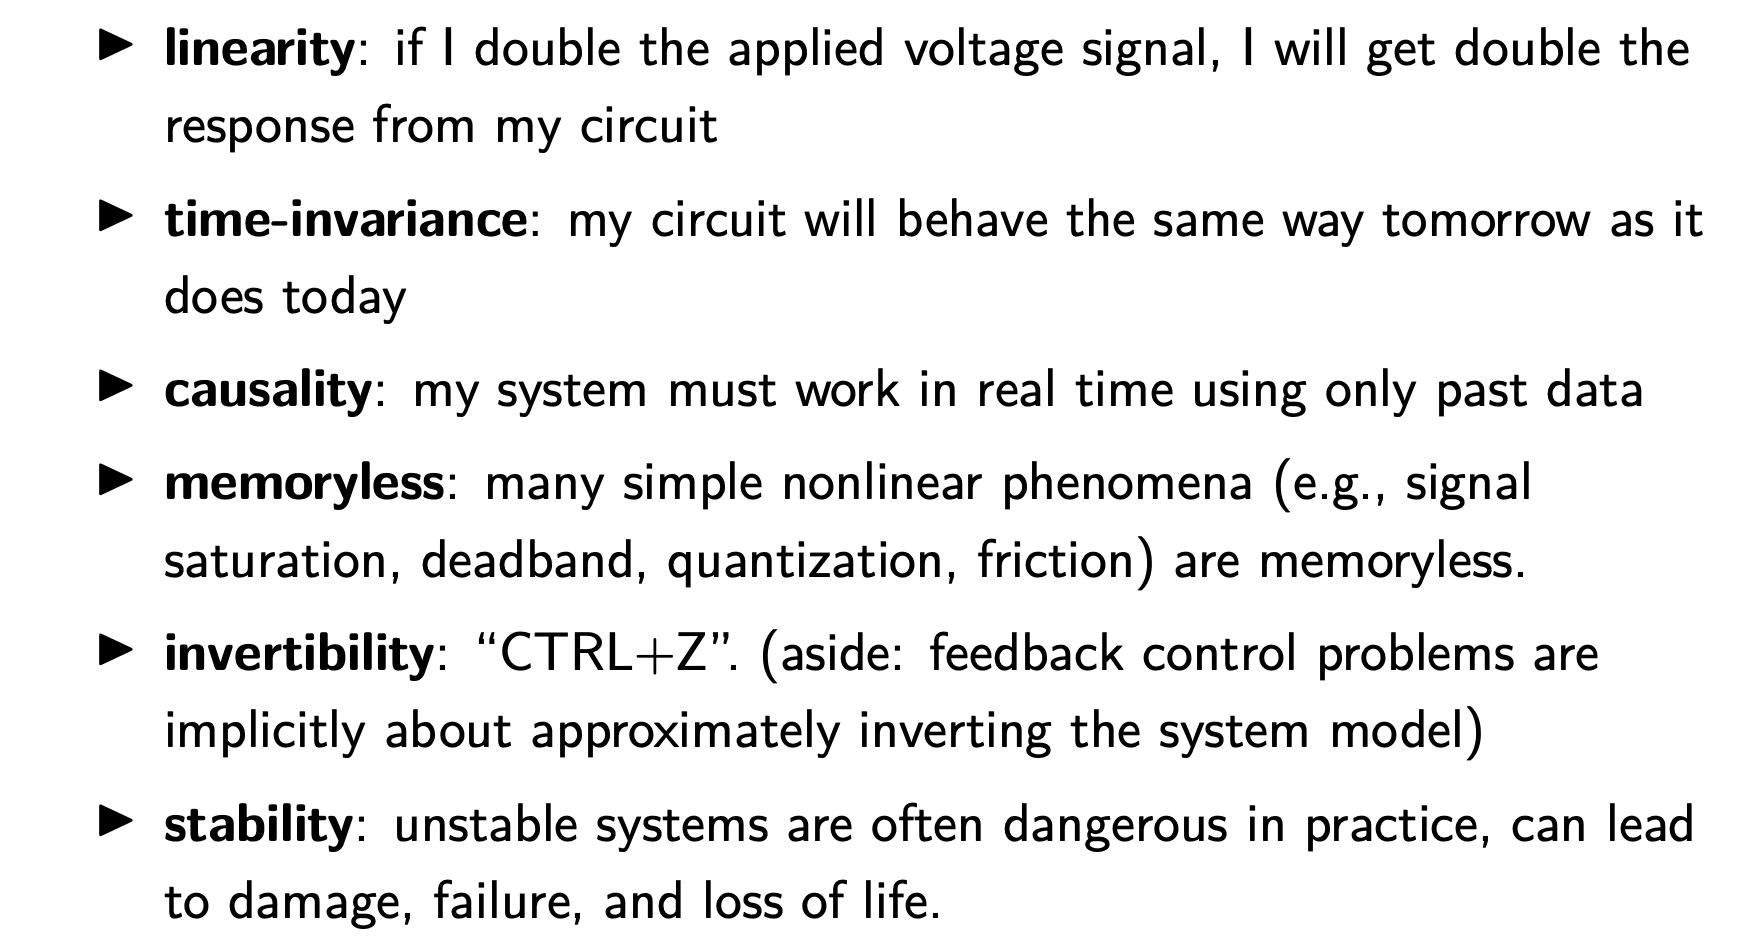 ▶ linearity: if I double the applied voltage signal, I will get double the
response from my circuit
▶ time-invariance: my circuit will behave the same way tomorrow as it
does today
▶ causality: my system must work in real time using only past data
▶ memoryless: many simple nonlinear phenomena (e.g., signal
saturation, deadband, quantization, friction) are memoryless.
▶ invertibility: “CTRL+Z”. (aside: feedback control problems are
implicitly about approximately inverting the system model)
▶ stability: unstable systems are often dangerous in practice, can lead
to damage, failure, and loss of life.